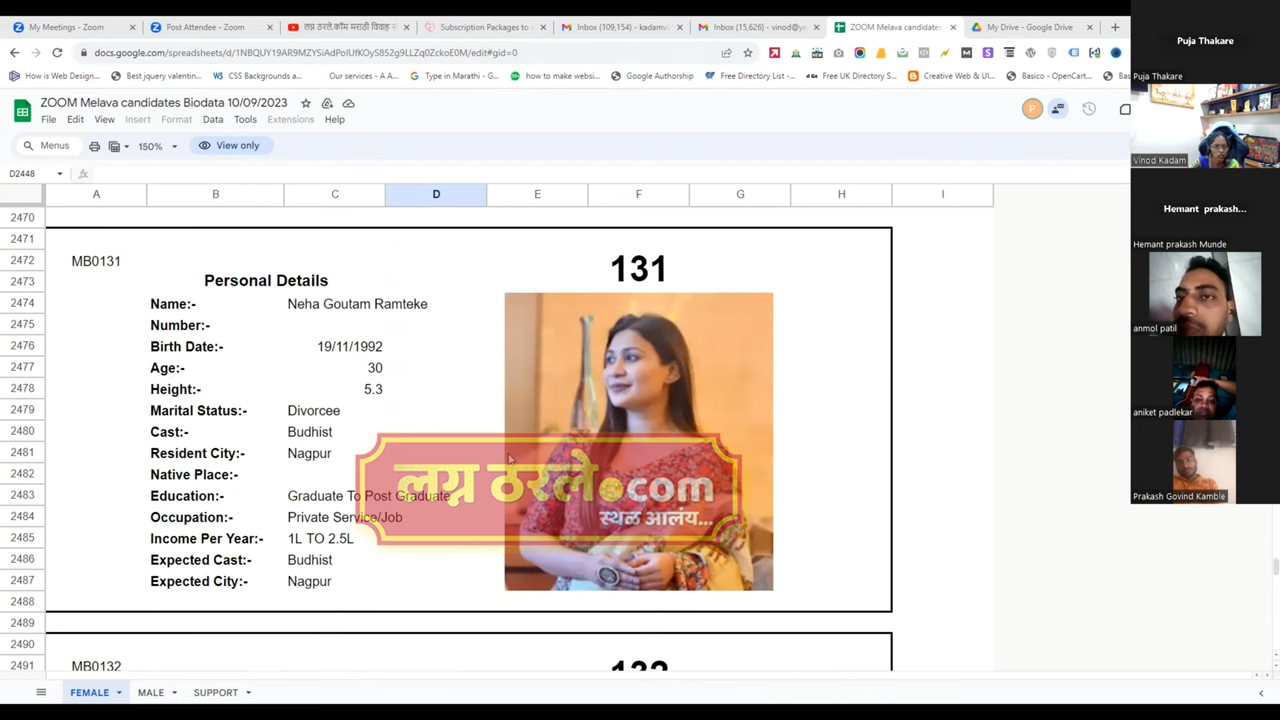 My Meetings - Zoom
Post Attendee - Zoom
लग्न ठरले.कॉम मराठी विवाह स
Subscription Packages to c
Inbox (109,154) - kadamvi
Inbox (15,626) - vinod@ye
ZOOM Melava candidates
My Drive - Google Drive
docs.google.com/spreadsheets/d/1NBQUY19AR9MZYSiAdPolUfKOyS852g9LLZq0ZckoE0M/edit#gid=0
How is Web Design...
Best jquery valentin...
CSS Backgrounds a...
Our services - A A...
Type in Marathi - G...
how to make websi...
Google Authorship
Free Directory List -...
Free UK Directory S...
Creative Web & UI...
Basico - OpenCart...
ZOOM Melava candidates Biodata 10/09/2023
File Edit View Insert Format Data Tools Extensions Help
Menus 150% View only
D2448 fx
A B C D E F G H I
2470
2471
2472 MB0131 131
2473 Personal Details
2474 Name:- Neha Goutam Ramteke
2475 Number:-
2476 Birth Date:- 19/11/1992
2477 Age:- 30
2478 Height:- 5.3
2479 Marital Status:- Divorcee
2480 Cast:- Budhist
2481 Resident City:- Nagpur
2482 Native Place:-
2483 Education:- Graduate To Post Graduate
2484 Occupation:- Private Service/Job
2485 Income Per Year:- 1L TO 2.5L
2486 Expected Cast:- Budhist
2487 Expected City:- Nagpur
2488
2489
2490
2491 MB0132 132
लग्न ठरले.com
स्थळ आलंय...
FEMALE MALE SUPPORT
Puja Thakare
Puja Thakare
Vinod Kadam
Hemant prakash...
Hemant prakash Munde
anmol patil
aniket padlekar
Prakash Govind Kamble